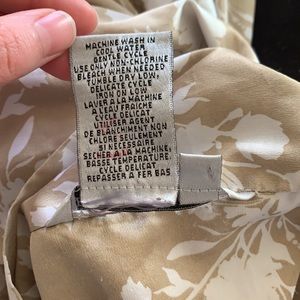 MACHINE WASH IN
COOL WATER
GENTLE CYCLE
USE ONLY NON-CHLORINE
BLEACH WHEN NEEDED
TUMBLE DRY LOW,
DELICATE CYCLE
IRON ON LOW
LAVER A LA MACHINE
A L'EAU FRAICHE
CYCLE DELICAT
UTILISER AGENT
DE BLANCHIMENT NON
CHLORE SEULEMENT
SI NECESSAIRE
SECHER A LA MACHINE,
BASSE TEMPERATURE,
CYCLE DELICAT
REPASSER A FER BAS